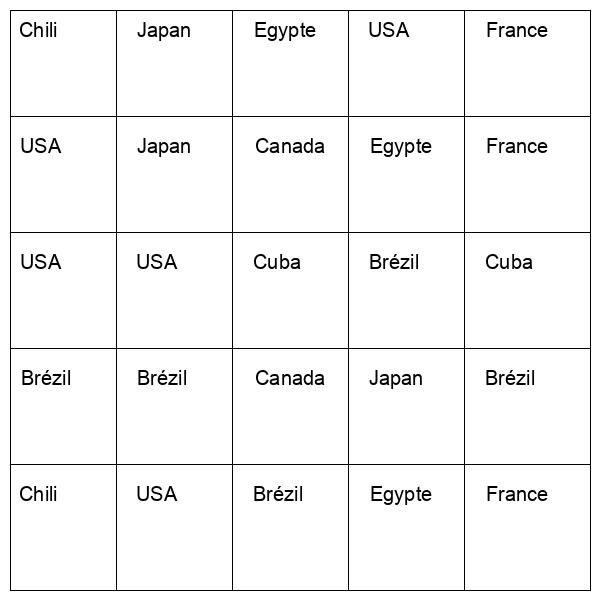 Chili Japan Egypte USA France
USA Japan Canada Egypte France
USA USA Cuba Brézil Cuba
Brézil Brézil Canada Japan Brézil
Chili USA Brézil Egypte France